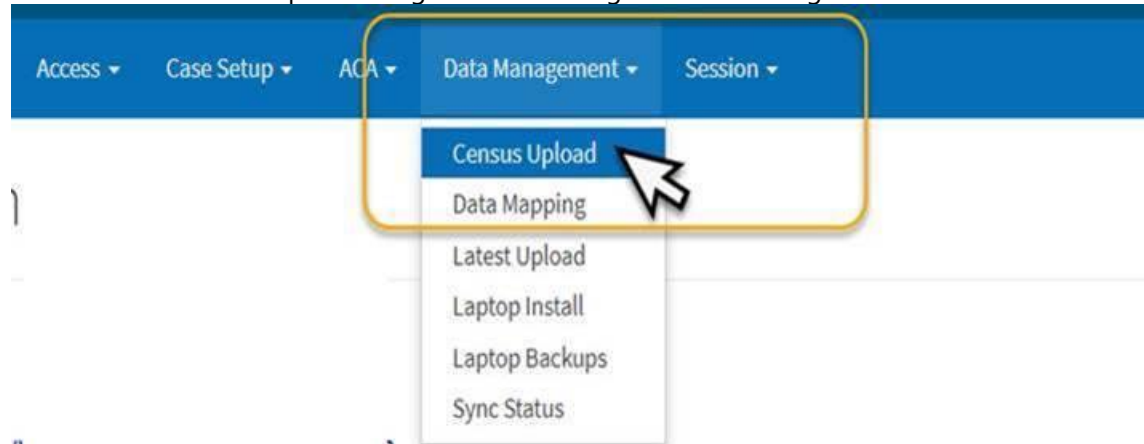 Access Case Setup ACA Data Management Session
Census Upload
Data Mapping
Latest Upload
Laptop Install
Laptop Backups
Sync Status